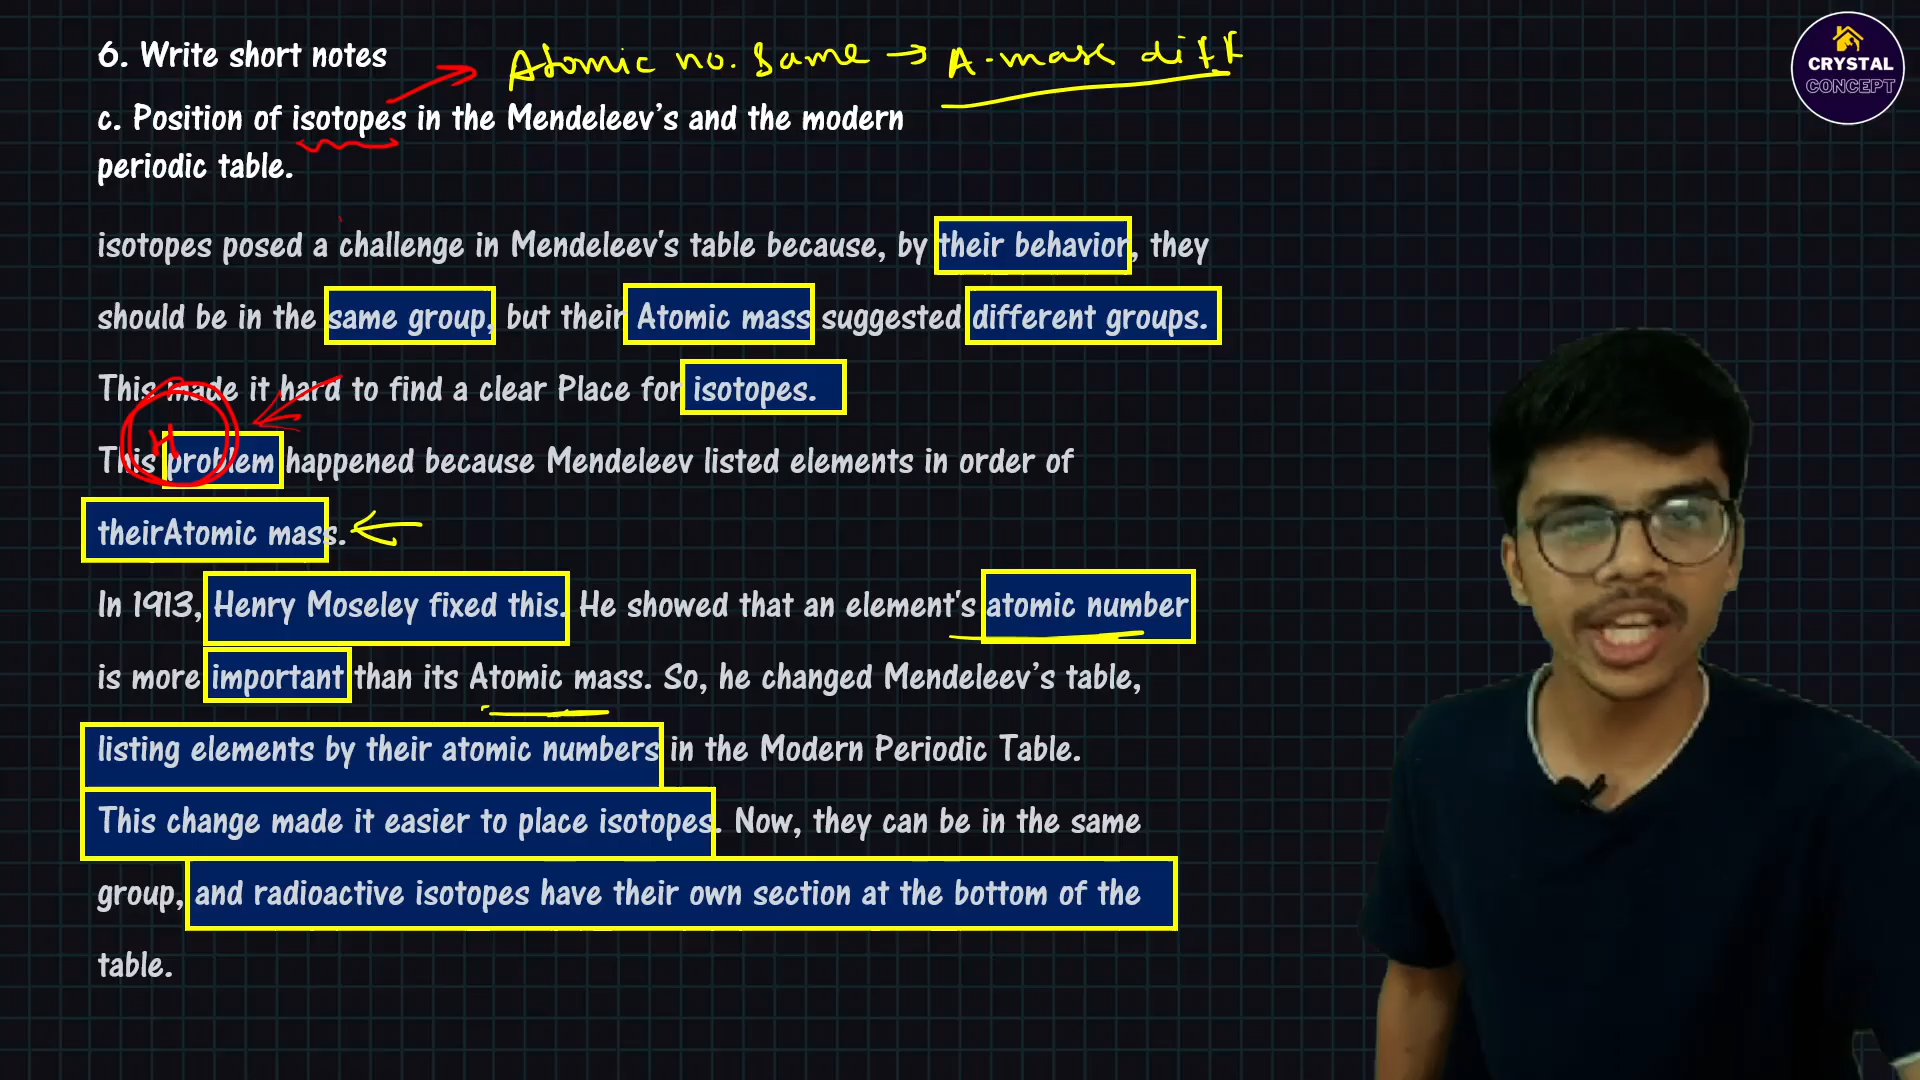 6. Write short notes
Atomic no. Same → A.mass diff
c. Position of isotopes in the Mendeleev's and the modern
periodic table.
isotopes posed a challenge in Mendeleev's table because, by their behavior, they
should be in the same group, but their Atomic mass suggested different groups.
This made it hard to find a clear Place for isotopes.
H
This problem happened because Mendeleev listed elements in order of
theirAtomic mass.
In 1913, Henry Moseley fixed this. He showed that an element's atomic number
is more important than its Atomic mass. So, he changed Mendeleev's table,
listing elements by their atomic numbers in the Modern Periodic Table.
This change made it easier to place isotopes. Now, they can be in the same
group, and radioactive isotopes have their own section at the bottom of the
table.
CRYSTAL
CONCEPT